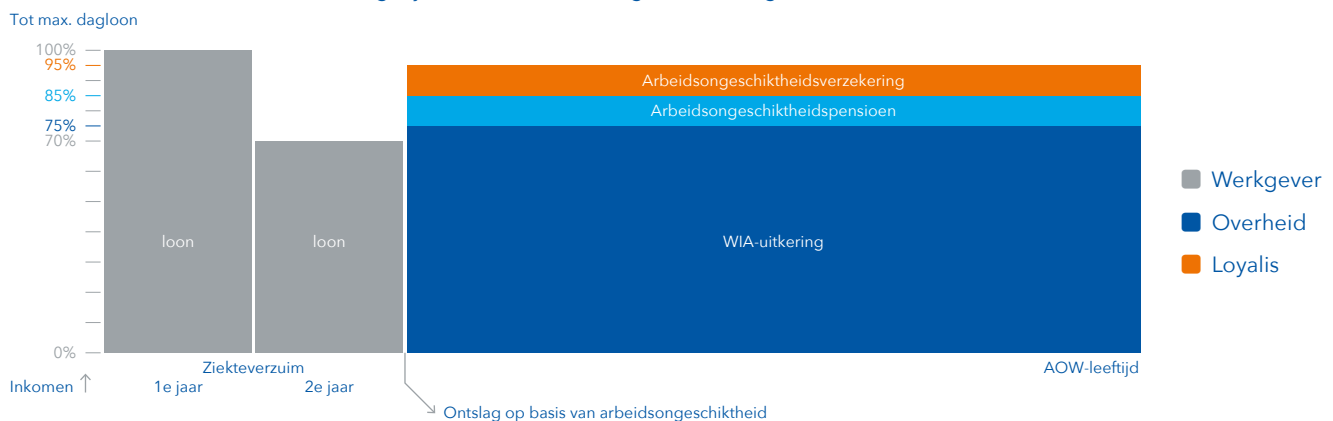 Tot max. dagloon
100%
95%
85%
75%
70%
0%
Arbeidsongeschiktheidsverzekering
Arbeidsongeschiktheidspensioen
loon
loon
WIA-uitkering
Werkgever
Overheid
Loyalis
Ziekteverzuim
AOW-leeftijd
Inkomen
1e jaar
2e jaar
Ontslag op basis van arbeidsongeschiktheid